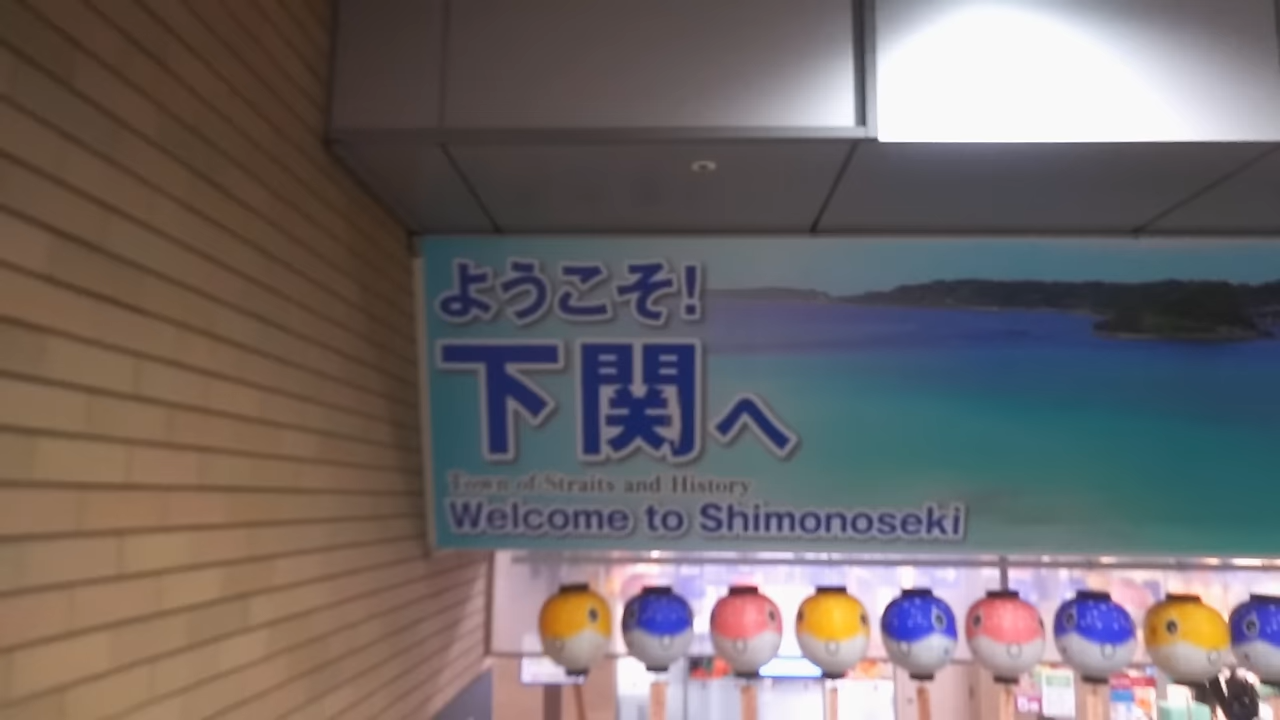 ようこそ!
下関へ
Town of Straits and History
Welcome to Shimonoseki